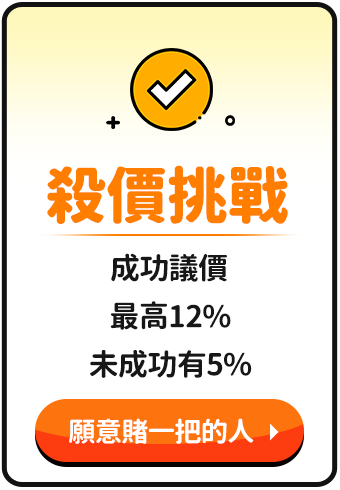 殺價挑戰
成功議價
最高12%
未成功有5%
願意賭一把的人